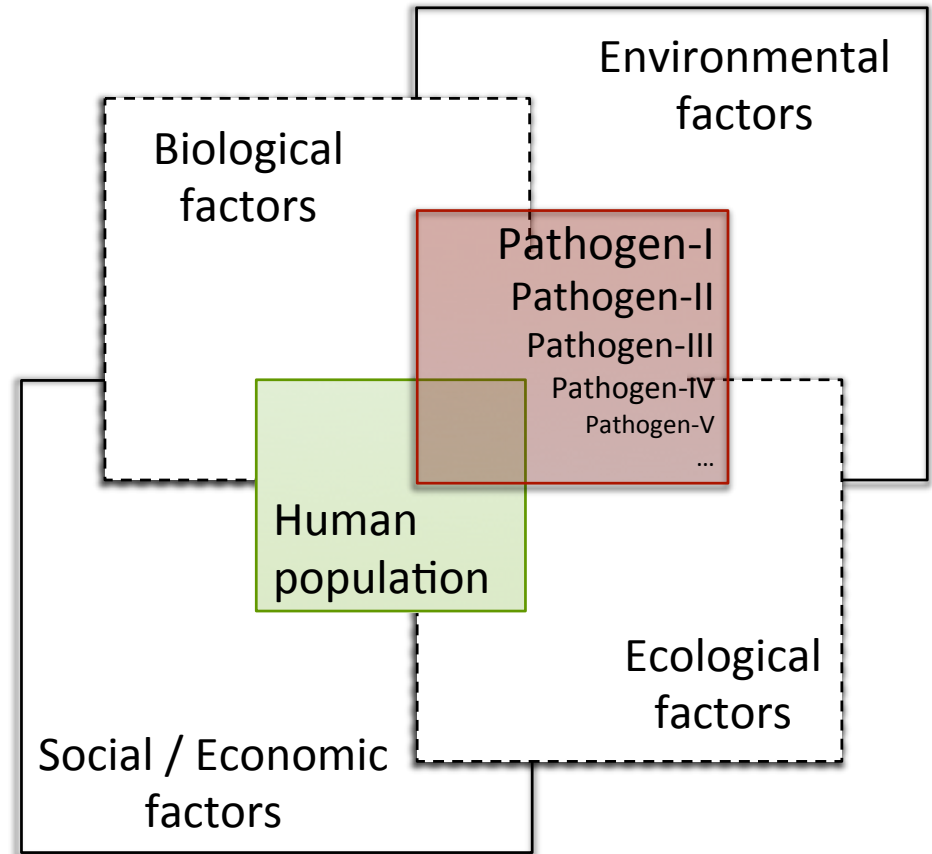 Environmental
factors
Biological
factors
Pathogen-I
Pathogen-II
Pathogen-III
Pathogen-IV
Pathogen-V
...
Human
population
Ecological
factors
Social / Economic
factors